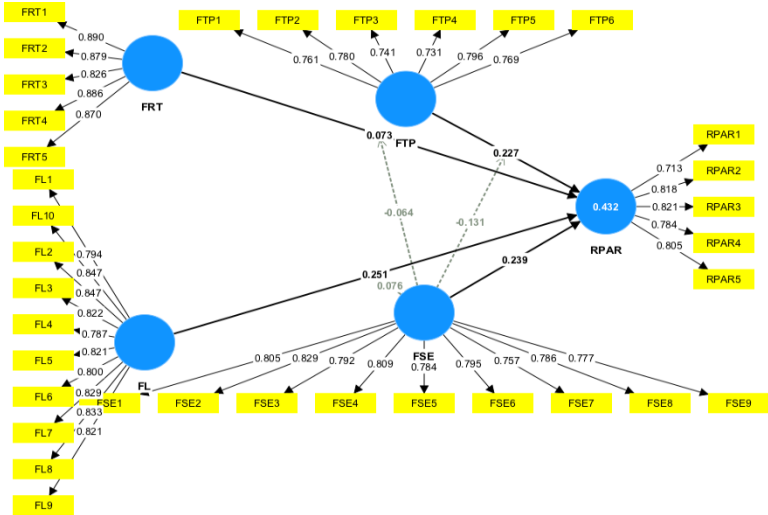 FRT1
FRT2
FRT3
FRT4
FRT5
0.890
0.879
0.826
0.886
0.870
FRT
FTP1
FTP2
FTP3
FTP4
FTP5
FTP6
0.761
0.780
0.741
0.731
0.796
0.769
FTP
0.073
0.227
-0.064
-0.131
0.251
0.076
0.239
0.432
RPAR
RPAR1
RPAR2
RPAR3
RPAR4
RPAR5
0.713
0.818
0.821
0.784
0.805
FL1
FL10
FL2
FL3
FL4
FL5
FL6
FL7
FL8
FL9
0.794
0.847
0.847
0.822
0.787
0.821
0.800
0.829
0.833
0.821
FL
FSE
0.805
0.829
0.792
0.809
0.784
0.795
0.757
0.786
0.777
FSE1
FSE2
FSE3
FSE4
FSE5
FSE6
FSE7
FSE8
FSE9